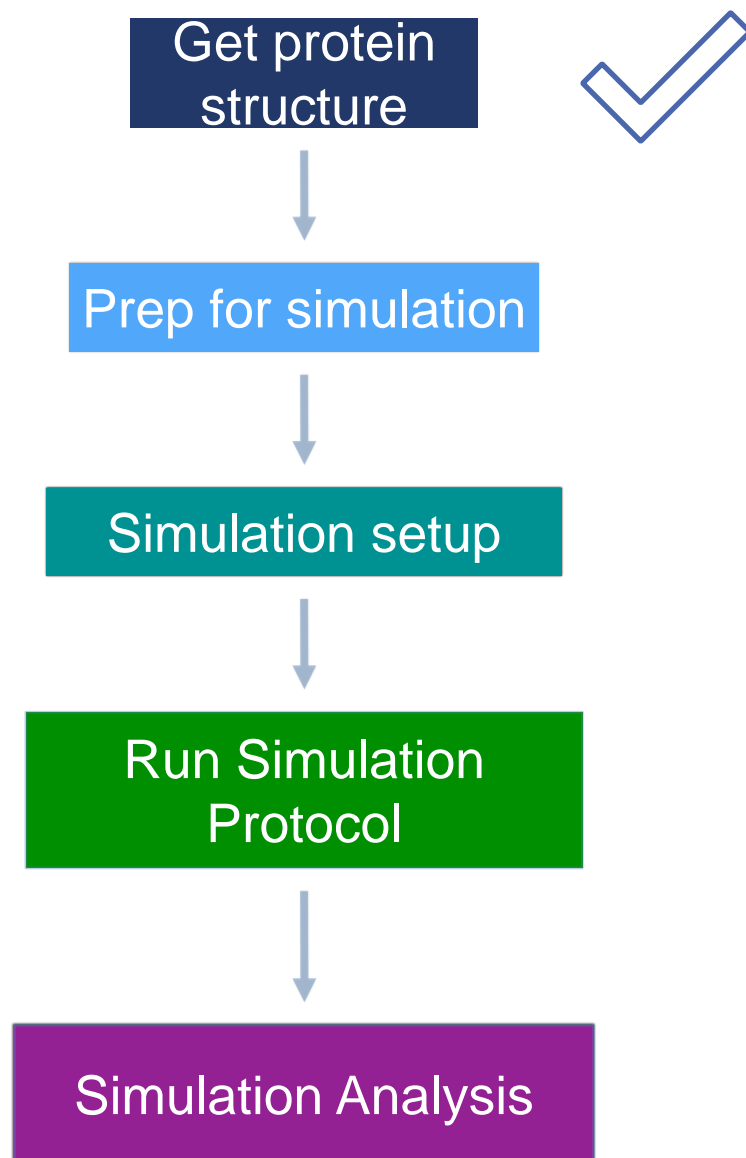 Get protein
structure
Prep for simulation
Simulation setup
Run Simulation
Protocol
Simulation Analysis